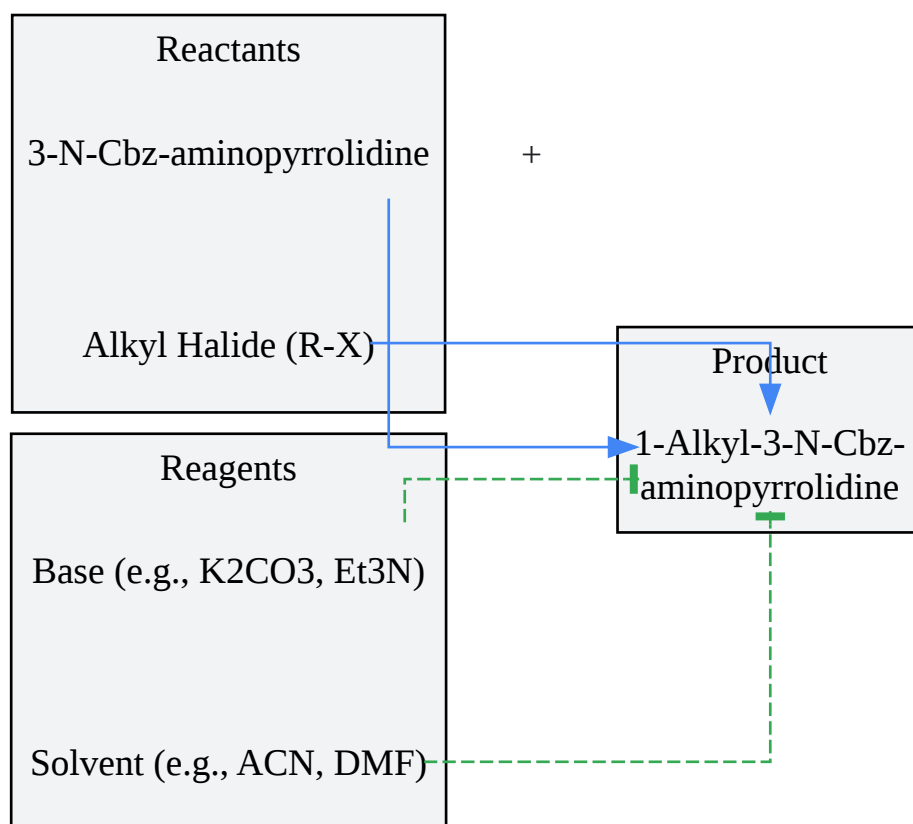 Reactants
3-N-Cbz-aminopyrrolidine
+
Alkyl Halide (R-X)
Product
1-Alkyl-3-N-Cbz-
aminopyrrolidine
Reagents
Base (e.g., K2CO3, Et3N)
Solvent (e.g., ACN, DMF)